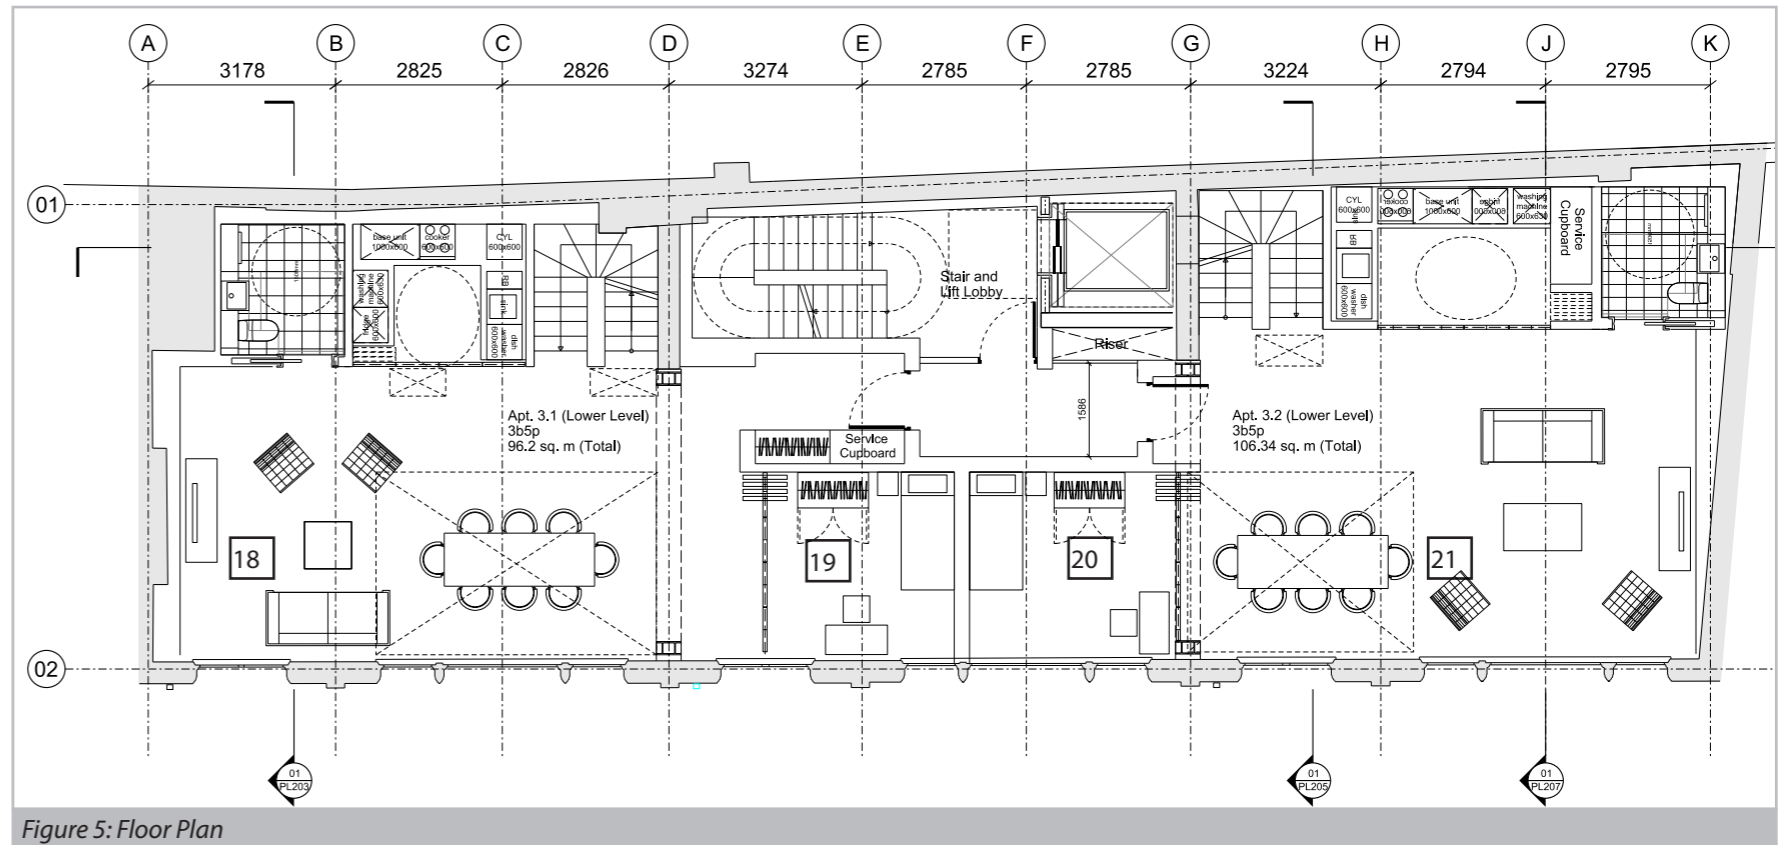 A B C D E F G H J K
3178 2825 2826 3274 2785 2785 3224 2794 2795
01
base unit
1000x600
cooker
600x600
CYL
600x600
washing
machine
600x600
fridge
600x600
RB
sink
dish
washer
600x600
Stair and
Lift Lobby
Riser
CYL
600x600
sink
RB
dish
washer
600x600
cooker
600x600
base unit
1000x600
fridge
600x600
washing
machine
600x630
Service
Cupboard
Apt. 3.1 (Lower Level)
3b5p
96.2 sq. m (Total)
Service
Cupboard
1586
Apt. 3.2 (Lower Level)
3b5p
106.34 sq. m (Total)
18
19
20
21
02
01
PL203
01
PL205
01
PL207
Figure 5: Floor Plan